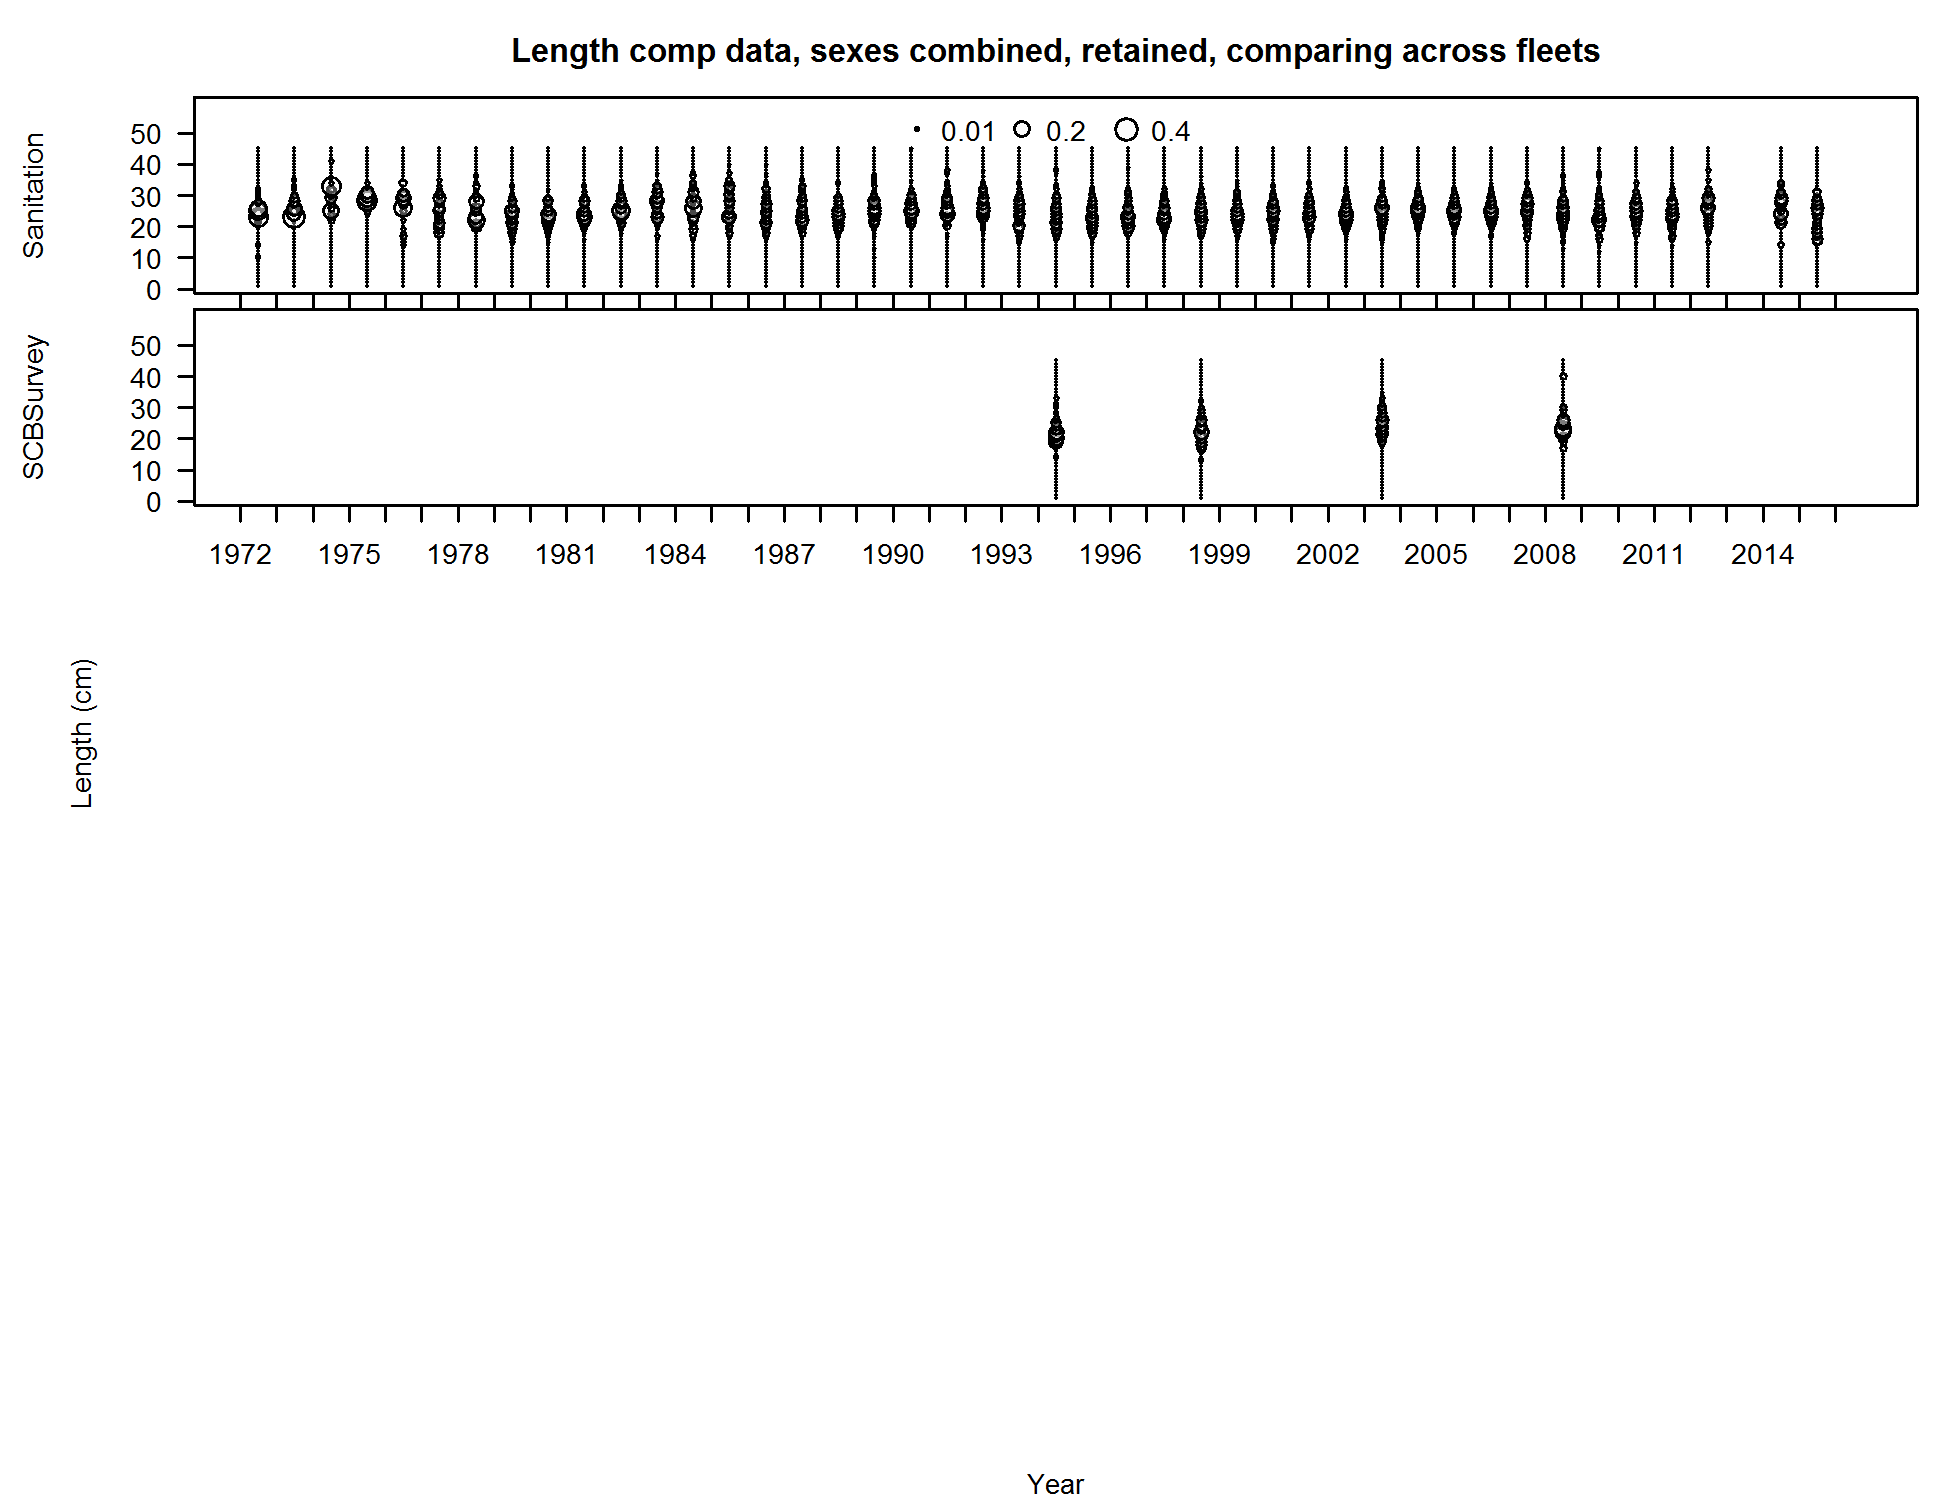 Length comp data, sexes combined, retained, comparing across fleets
Sanitation
50
40
30
20
10
0
0.01 0.2 0.4
SCBSurvey
50
40
30
20
10
0
1972 1975 1978 1981 1984 1987 1990 1993 1996 1999 2002 2005 2008 2011 2014
Length (cm)
Year